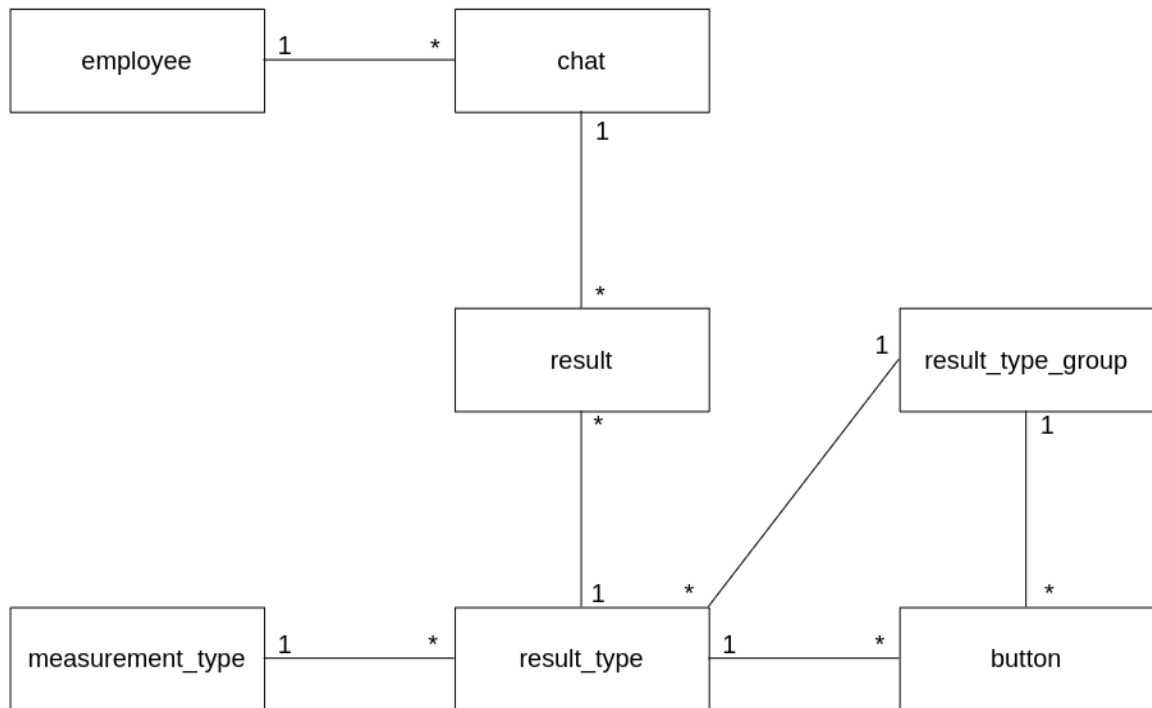 employee
1
*
chat
1
*
result
*
1
result_type_group
1
1
*
*
measurement_type
1
*
result_type
1
*
button